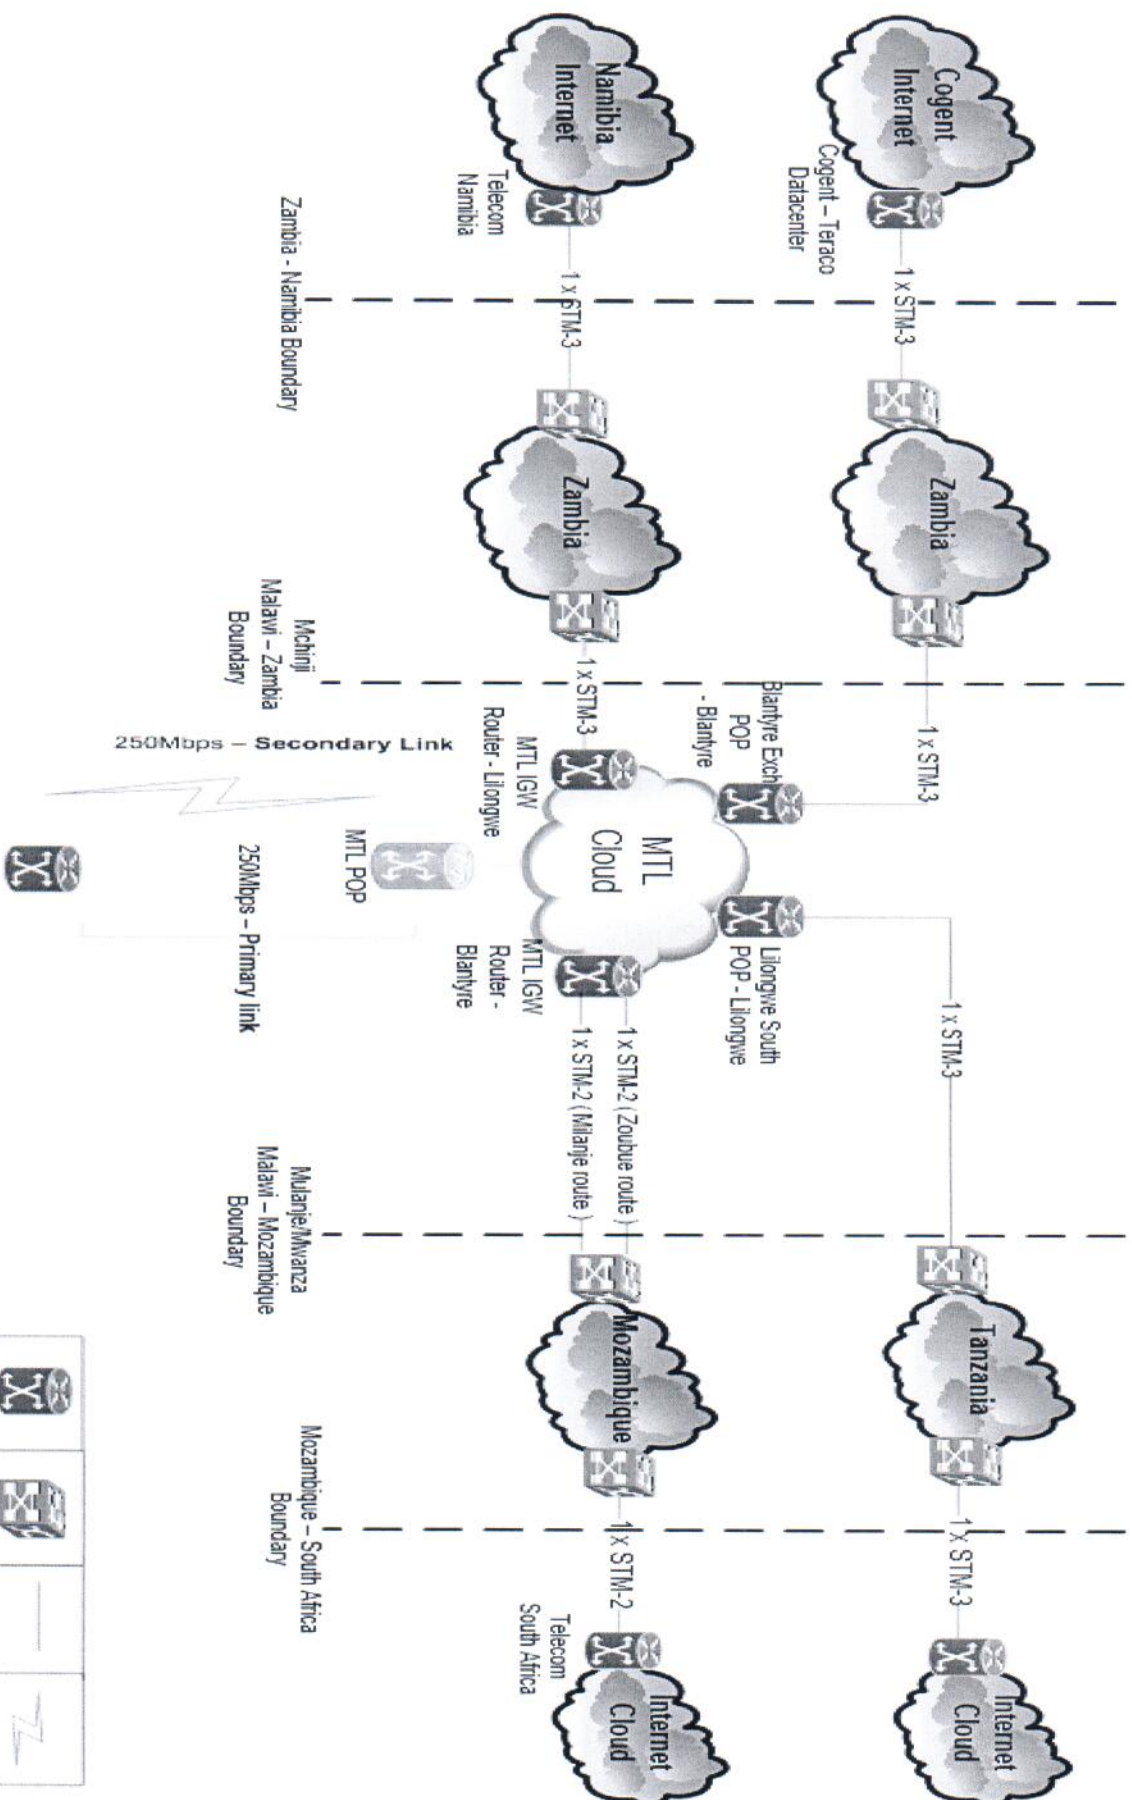 Cogent
Internet
Cogent – Teraco
Datacenter
1 x STM-3
Zambia
1 x STM-3
Blantyre Exch
POP
- Blantyre
Lilongwe South
POP - Lilongwe
1 x STM-3
Tanzania
1 x STM-3
Internet
Cloud
Namibia
Internet
Telecom
Namibia
1 x STM-3
Zambia
1 x STM-3
MTL IGW
Router - Lilongwe
MTL
Cloud
MTL IGW
Router -
Blantyre
1 x STM-2 ( Zoubue route )
1 x STM-2 ( Milanje route )
Mozambique
1 x STM-2
Telecom
South Africa
Internet
Cloud
Zambia - Namibia Boundary
Mchinji
Malawi – Zambia
Boundary
250Mbps – Secondary Link
MTL POP
250Mbps – Primary link
Mulanje/Mwanza
Malawi – Mozambique
Boundary
Mozambique – South Africa
Boundary